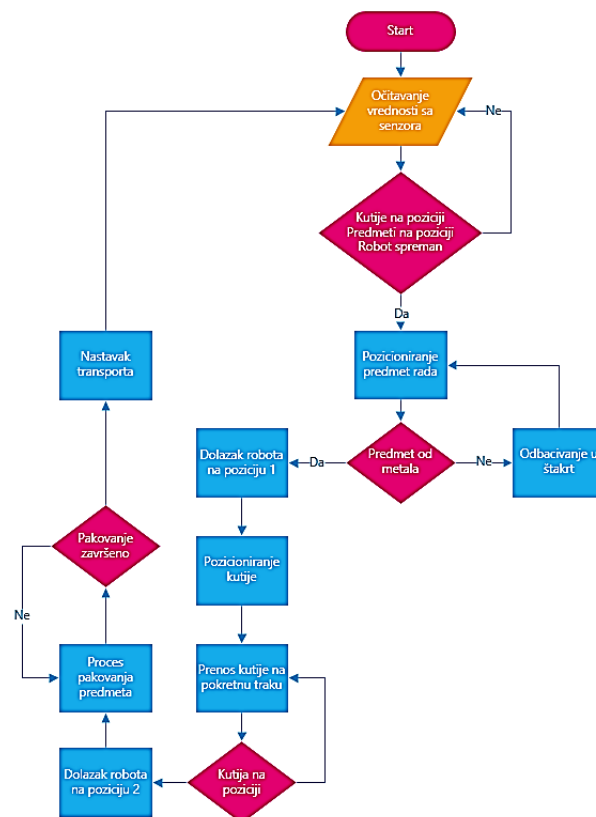 Start
Očitavanje
vrednosti sa
senzora
Ne
Kutije na poziciji
Predmeti na poziciji
Robot spreman
Da
Nastavak
transporta
Pozicioniranje
predmet rada
Dolazak robota
na poziciju 1
Da
Predmet od
metala
Ne
Odbacivanje u
štakrt
Pakovanje
završeno
Pozicioniranje
kutije
Ne
Proces
pakovanja
predmeta
Prenos kutije na
pokretnu traku
Dolazak robota
na poziciju 2
Kutija na
poziciji